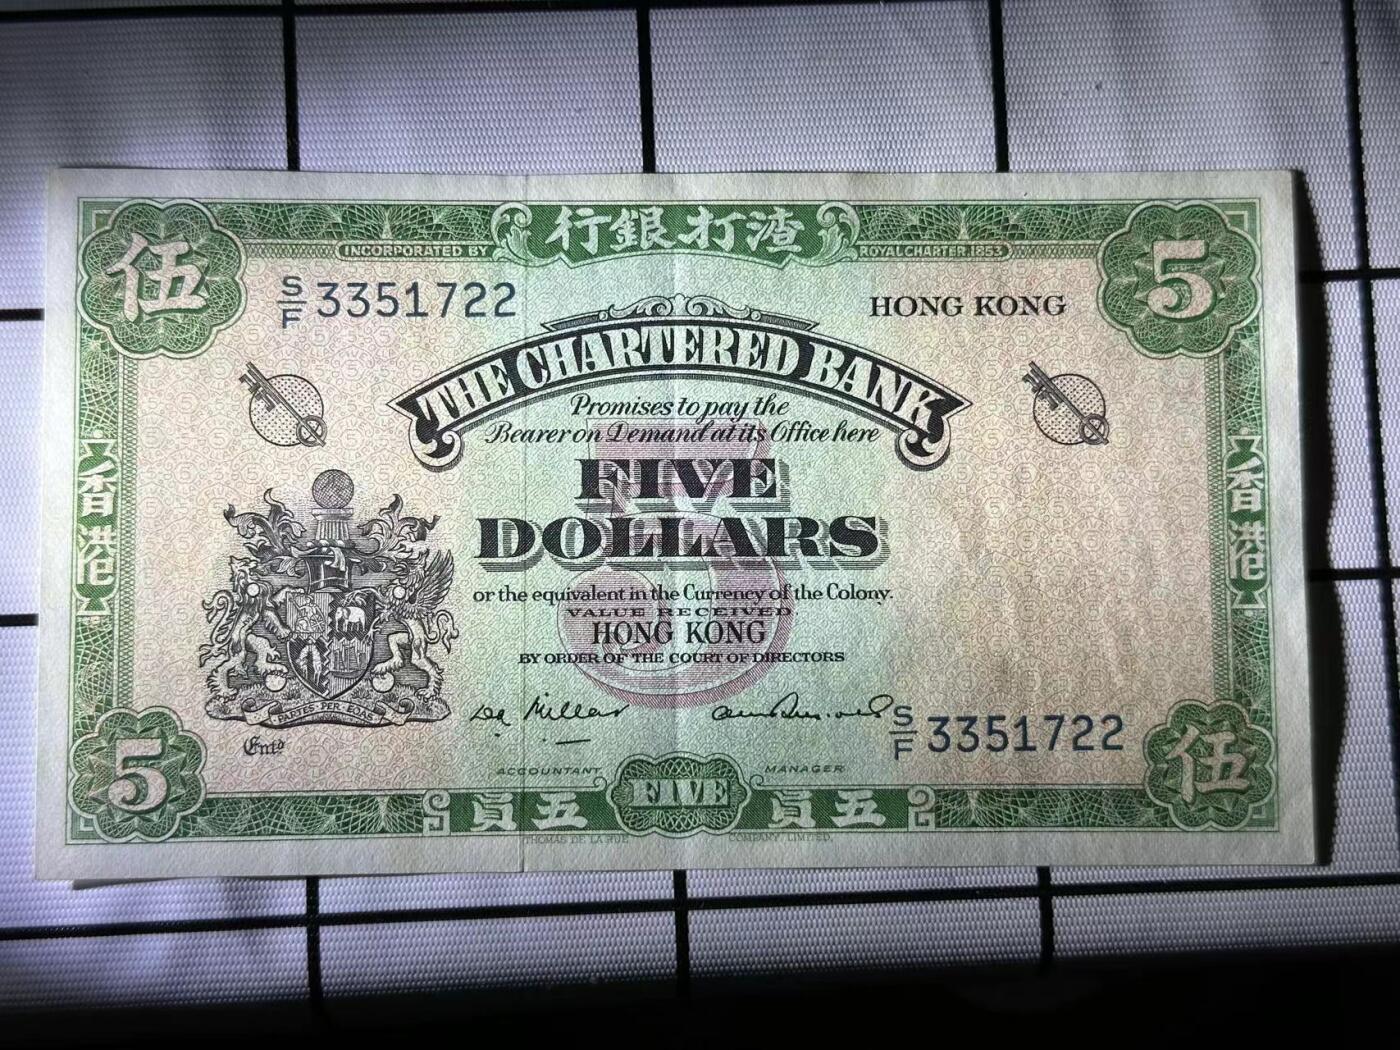 伍
INCORPORATED BY
行銀打渣
ROYAL CHARTER.1853
5
S/F 3351722
HONG KONG
THE CHARTERED BANK
Promises to pay the
Bearer on Demand at its Office here
FIVE
DOLLARS
5
or the equivalent in the Currency of the Colony.
VALUE RECEIVED
HONG KONG
BY ORDER OF THE COURT OF DIRECTORS
香港
香港
PARTES·PER·EOAS
Entd
S/F 3351722
ACCOUNTANT
MANAGER
5
員五
FIVE
員五
伍
THOMAS DE LA RUE
COMPANY, LIMITED.